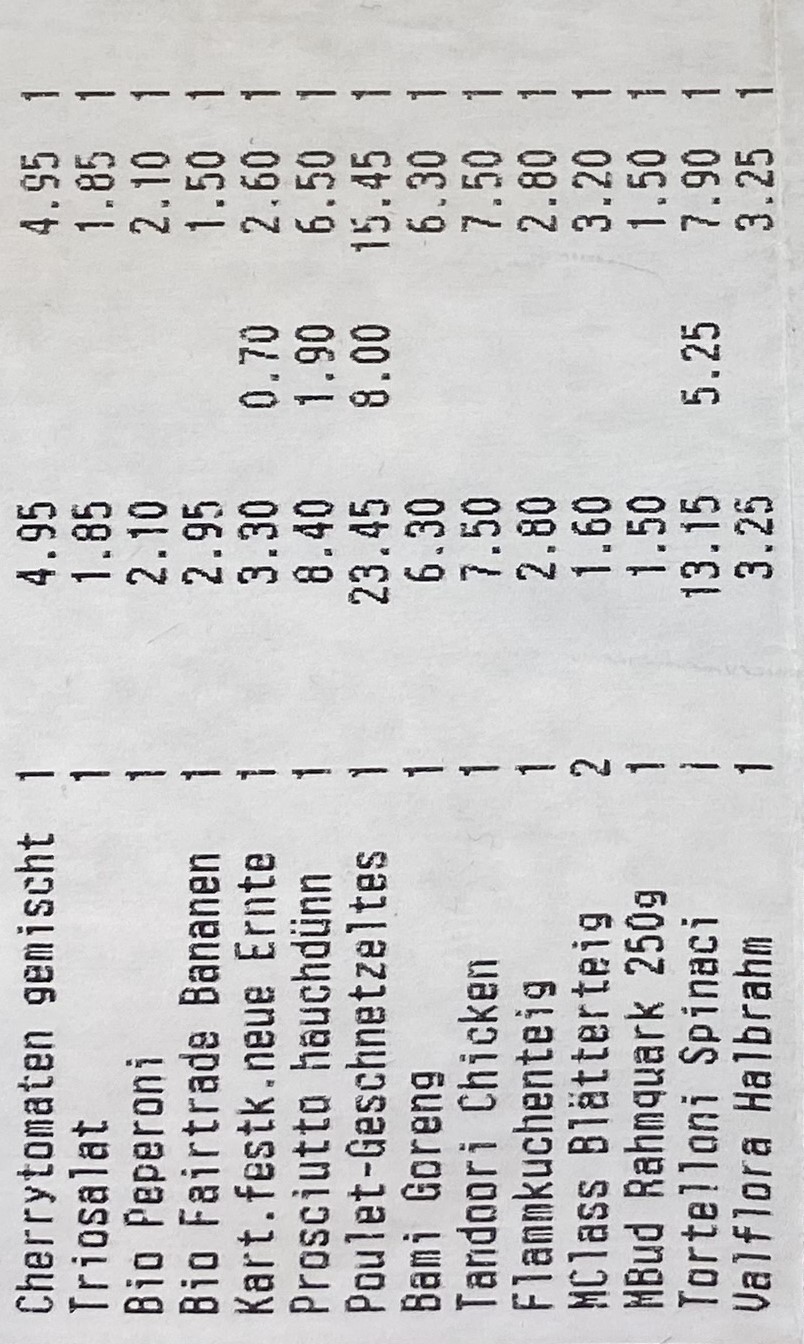 Cherrytomaten gemischt 1 4.95 4.95 1
Triosalat 1 1.85 1.85 1
Bio Peperoni 1 2.10 2.10 1
Bio Fairtrade Bananen 1 2.95 1.50 1
Kart.festk.neue Ernte 1 3.30 0.70 2.60 1
Prosciutto hauchdünn 1 8.40 1.90 6.50 1
Poulet-Geschnetzeltes 1 23.45 8.00 15.45 1
Bami Goreng 1 6.30 6.30 1
Tandoori Chicken 1 7.50 7.50 1
Flammkuchenteig 1 2.80 2.80 1
MClass Blätterteig 2 1.60 3.20 1
MBud Rahmquark 250g 1 1.50 1.50 1
Tortelloni Spinaci 1 13.15 5.25 7.90 1
Valflora Halbrahm 1 3.25 3.25 1